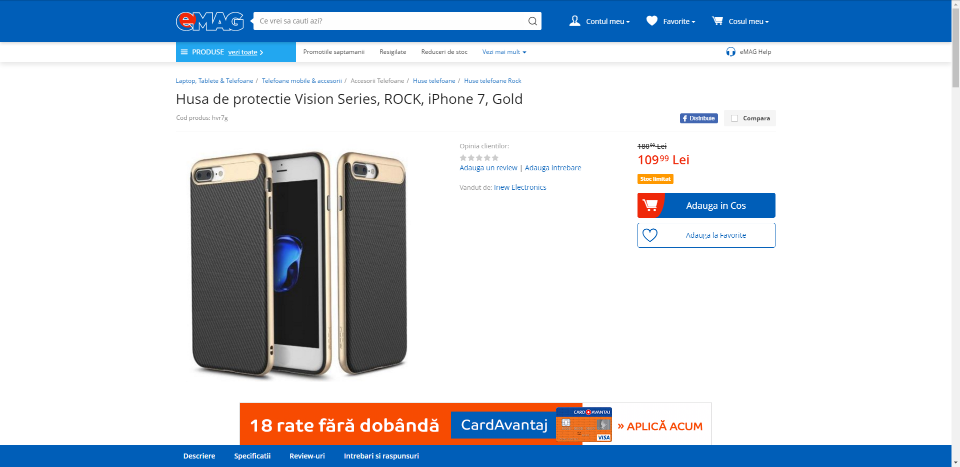 eMAG
Ce vrei sa cauti azi?
Contul meu
Favorite
Cosul meu
PRODUSE vezi toate
Promotiile saptamanii
Resigilate
Reduceri de stoc
Vezi mai mult
eMAG Help
Laptop, Tablete & Telefoane / Telefoane mobile & accesorii / Accesorii Telefoane / Huse telefoane / Huse telefoane Rock
Husa de protectie Vision Series, ROCK, iPhone 7, Gold
Cod produs: hvr7g
Distribuie
Compara
Opinia clientilor:
Adauga un review | Adauga intrebare
Vandut de: Inew Electronics
109 99 Lei
Stoc limitat
Adauga in Cos
Adauga la Favorite
18 rate fără dobândă
CardAvantaj
CARD AVANTAJ
VISA
» APLICĂ ACUM
Descriere
Specificatii
Review-uri
Intrebari si raspunsuri